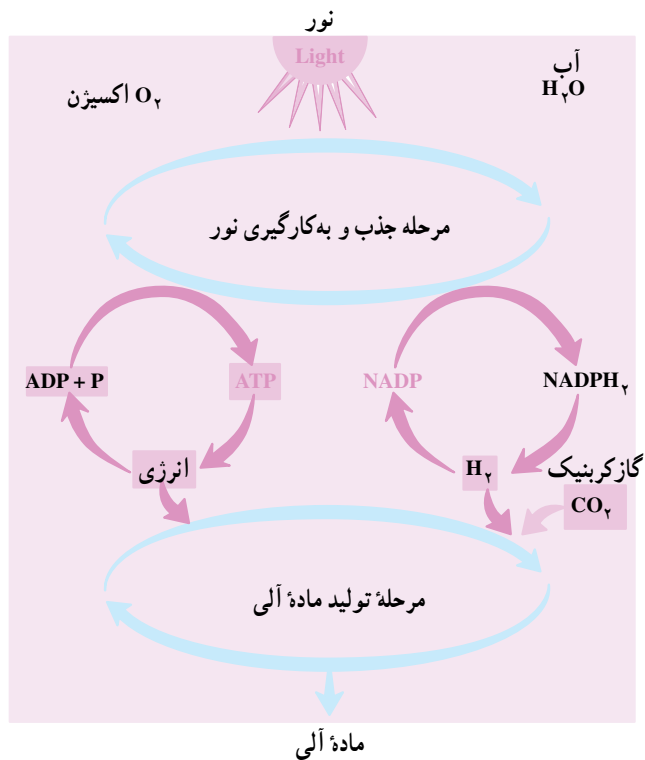 نور
Light
آب
H۲O
O۲ اکسیژن
مرحله جذب و به‌کارگیری نور
ADP + P
ATP
NADP
NADPH۲
انرژی
H۲
گازکربنیک
CO۲
مرحلهٔ تولید مادهٔ آلی
مادهٔ آلی